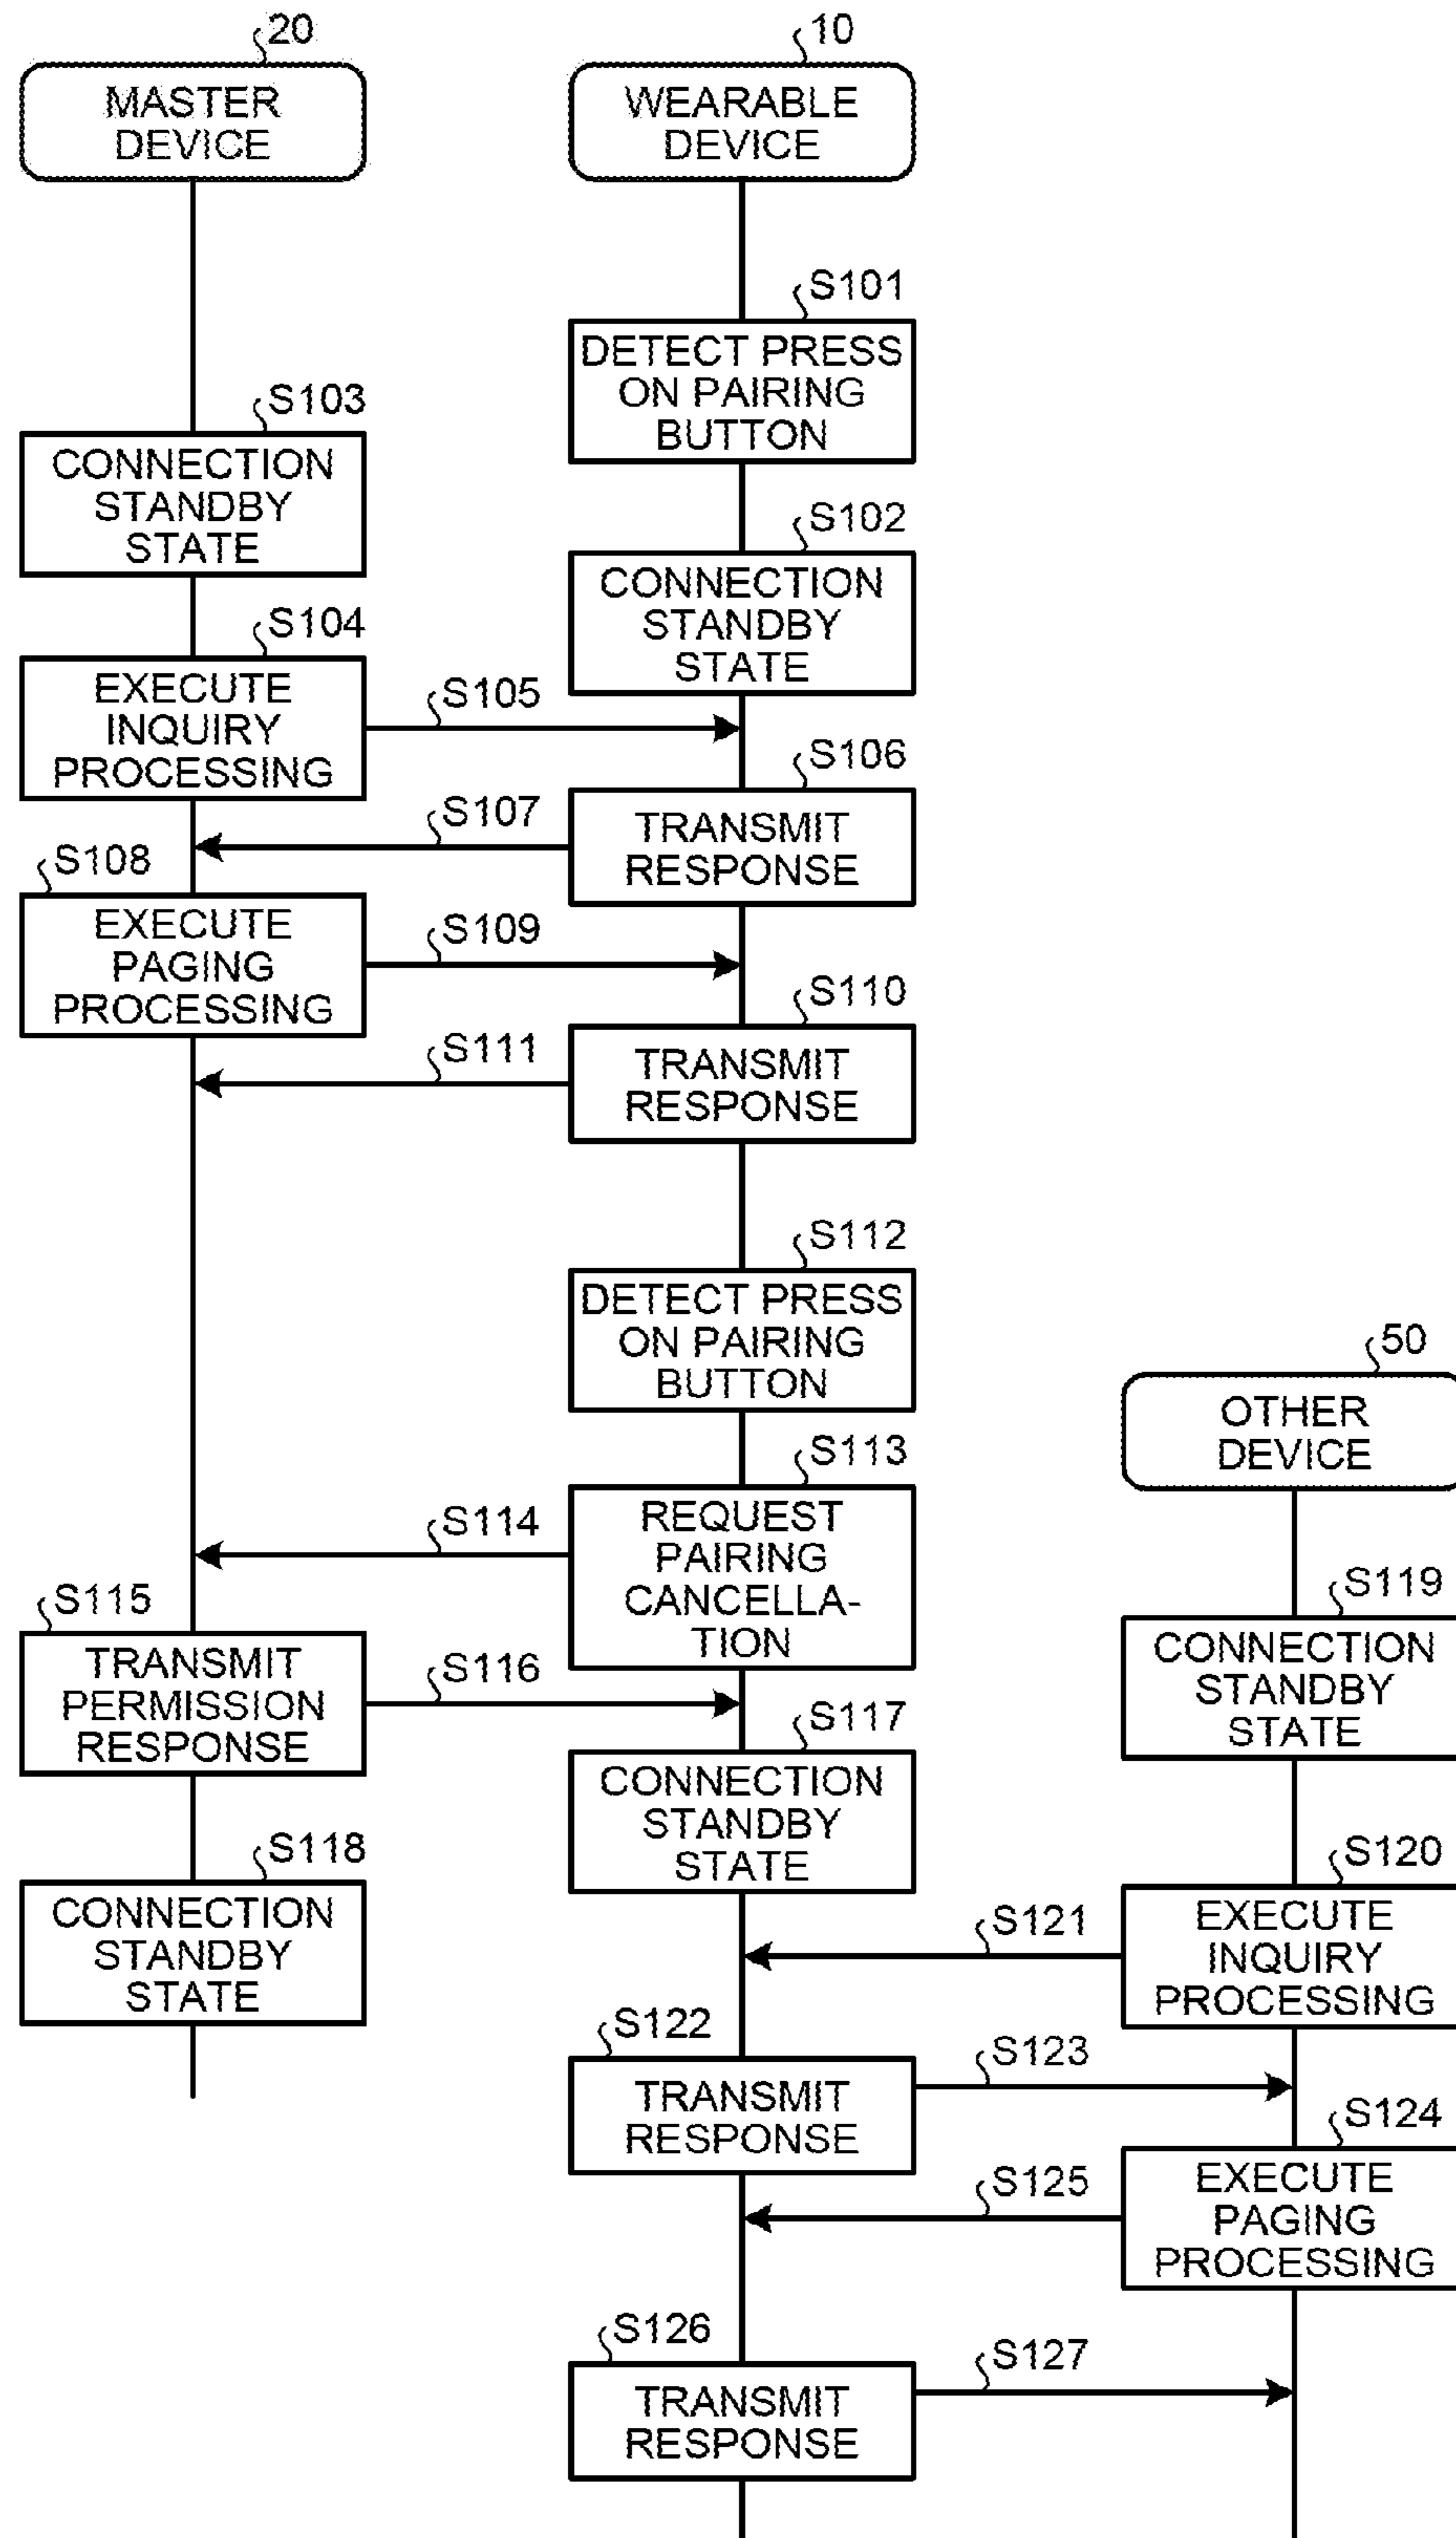 20
MASTER
DEVICE
10
WEARABLE
DEVICE
S101
DETECT PRESS
ON PAIRING
BUTTON
S103
CONNECTION
STANDBY
STATE
S102
CONNECTION
STANDBY
STATE
S104
EXECUTE
INQUIRY
PROCESSING
S105
S106
TRANSMIT
RESPONSE
S107
S108
EXECUTE
PAGING
PROCESSING
S109
S110
TRANSMIT
RESPONSE
S111
S112
DETECT PRESS
ON PAIRING
BUTTON
50
OTHER
DEVICE
S113
REQUEST
PAIRING
CANCELLA-
TION
S114
S115
TRANSMIT
PERMISSION
RESPONSE
S116
S119
CONNECTION
STANDBY
STATE
S117
CONNECTION
STANDBY
STATE
S118
CONNECTION
STANDBY
STATE
S120
EXECUTE
INQUIRY
PROCESSING
S121
S122
TRANSMIT
RESPONSE
S123
S124
EXECUTE
PAGING
PROCESSING
S125
S126
TRANSMIT
RESPONSE
S127